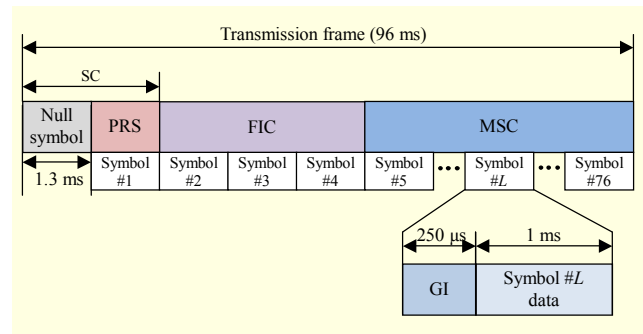 Transmission frame (96 ms)
SC
Null
symbol
PRS
FIC
MSC
1.3 ms
Symbol
#1
Symbol
#2
Symbol
#3
Symbol
#4
Symbol
#5
•••
Symbol
#L
•••
Symbol
#76
250 µs
1 ms
GI
Symbol #L
data